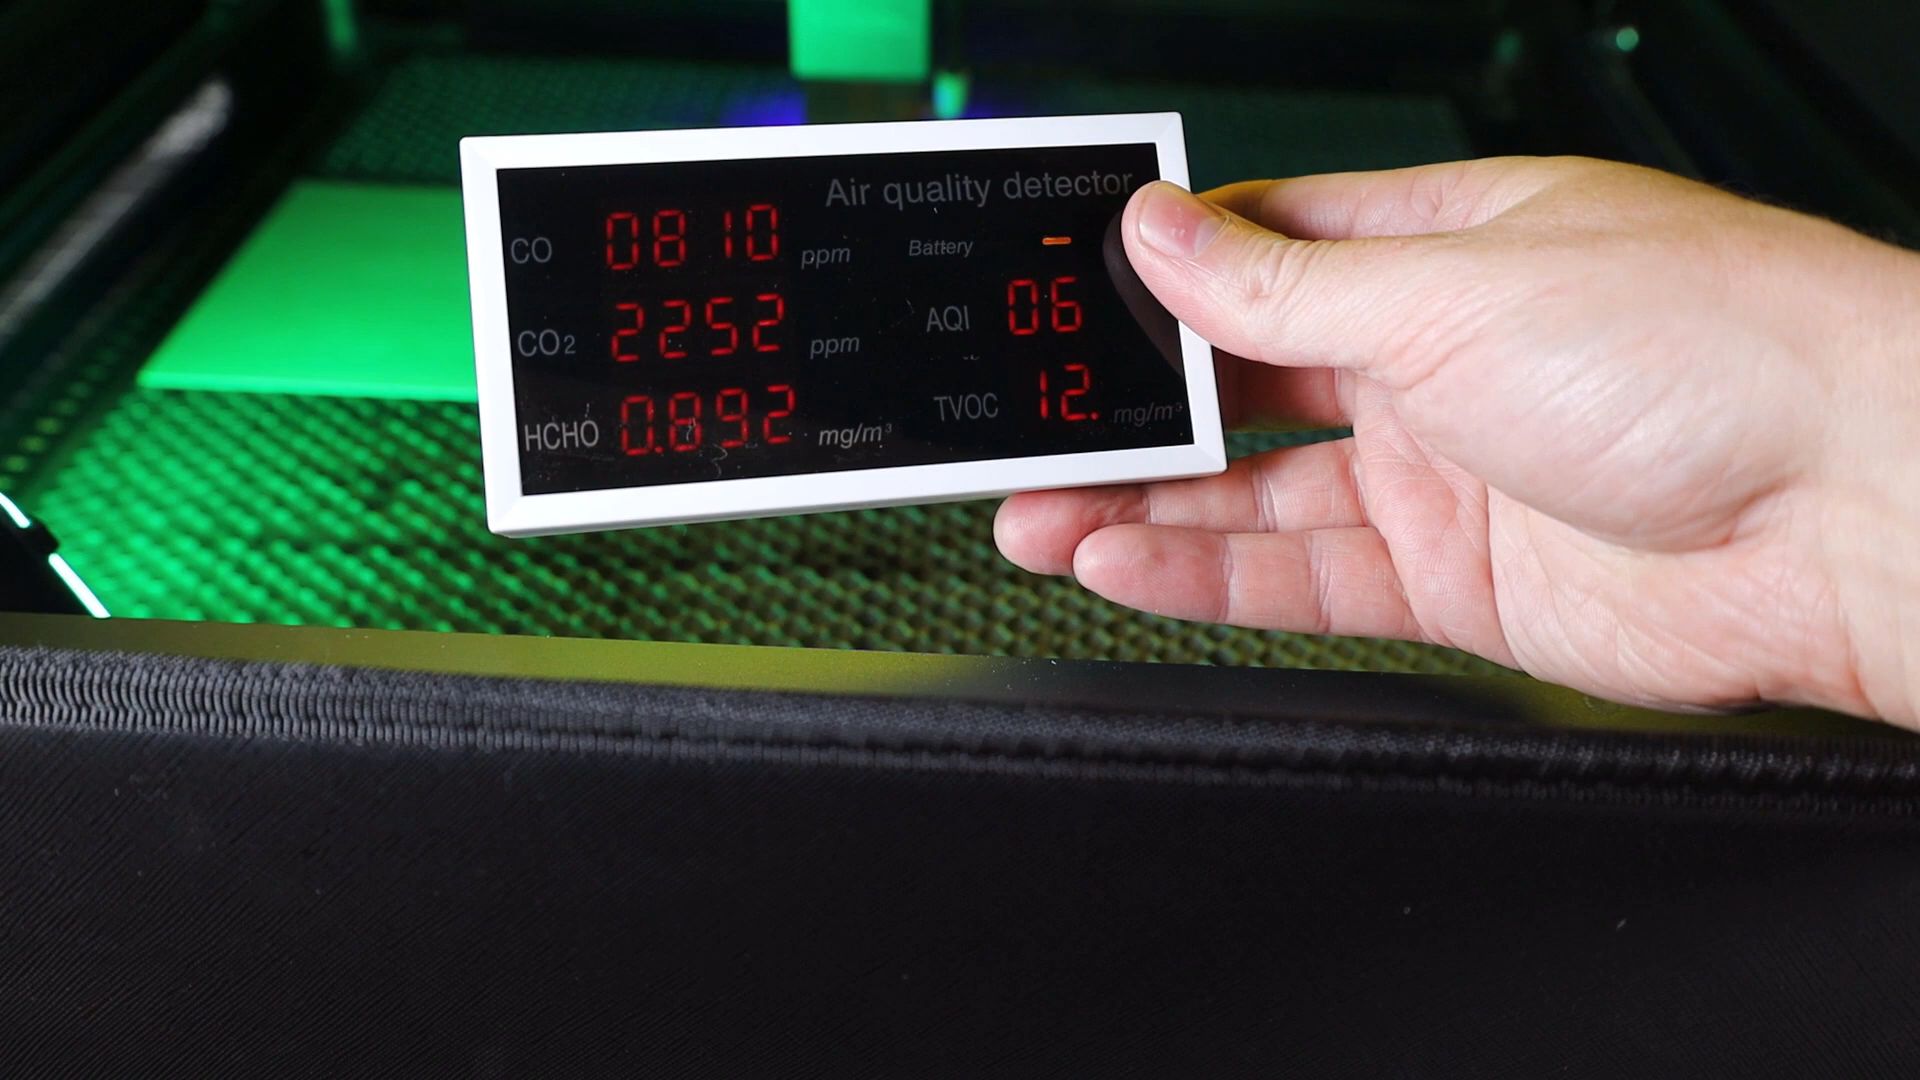 Air quality detector
CO 0810 ppm
Battery
CO2 2252 ppm
AQI 06
HCHO 0.892 mg/m³
TVOC 12. mg/m³